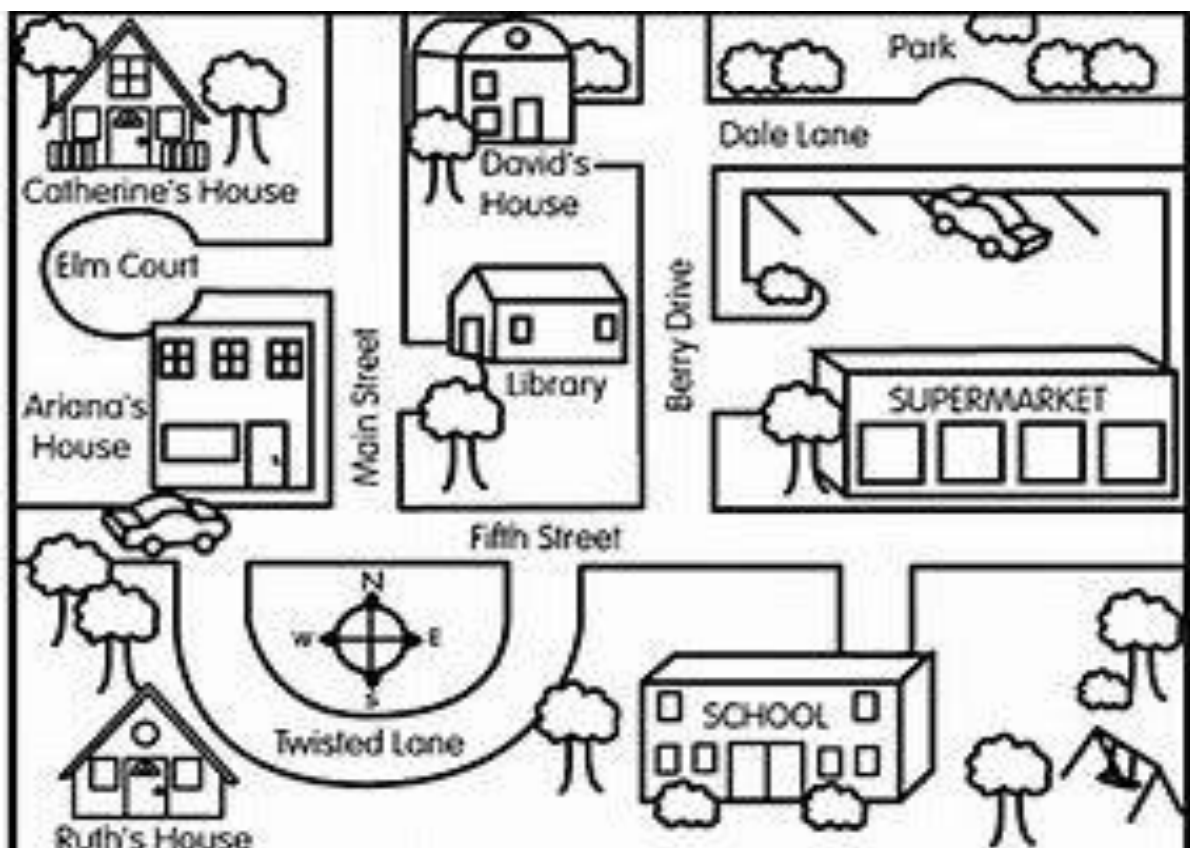 Park
Dale Lane
David's
House
Catherine's House
Elm Court
Berry Drive
Main Street
Library
SUPERMARKET
Ariana's
House
Fifth Street
N
W
E
S
SCHOOL
Twisted Lane
Ruth's House